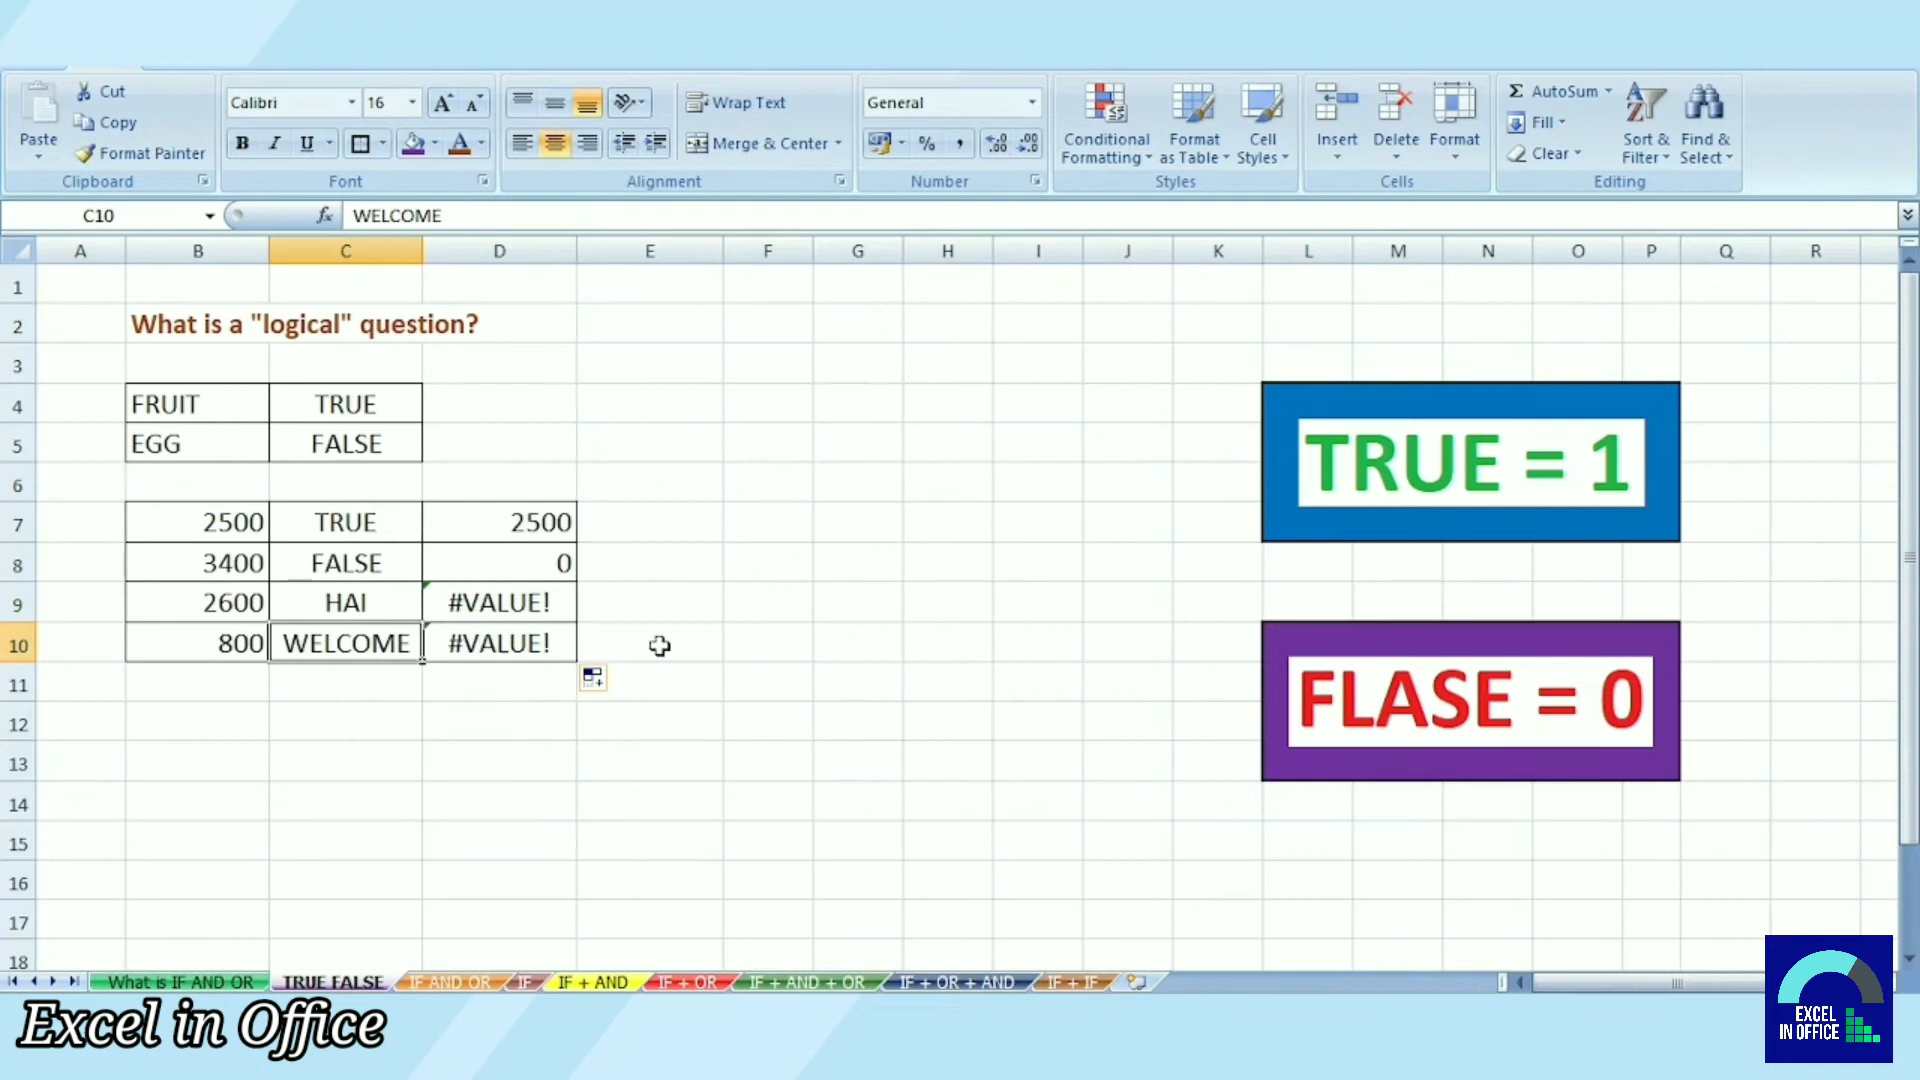 Cut
Copy
Format Painter
Paste
Clipboard
Calibri 16 A A
B I U A
Font
Wrap Text
Merge & Center
Alignment
General
% ,
Number
Conditional Formatting
Format as Table
Cell Styles
Styles
Insert
Delete
Format
Cells
Σ AutoSum
Fill
Clear
Sort & Filter
Find & Select
Editing
C10 fx WELCOME
A B C D E F G H I J K L M N O P Q R
1
2 What is a "logical" question?
3
4 FRUIT TRUE
5 EGG FALSE
6
7 2500 TRUE 2500
8 3400 FALSE 0
9 2600 HAI #VALUE!
10 800 WELCOME #VALUE!
11
12
13
14
15
16
17
18
TRUE = 1
FLASE = 0
What is IF AND OR TRUE FALSE IF AND OR IF IF + AND IF + OR IF + AND + OR IF + OR + AND IF + IF
Excel in Office
EXCEL
IN OFFICE